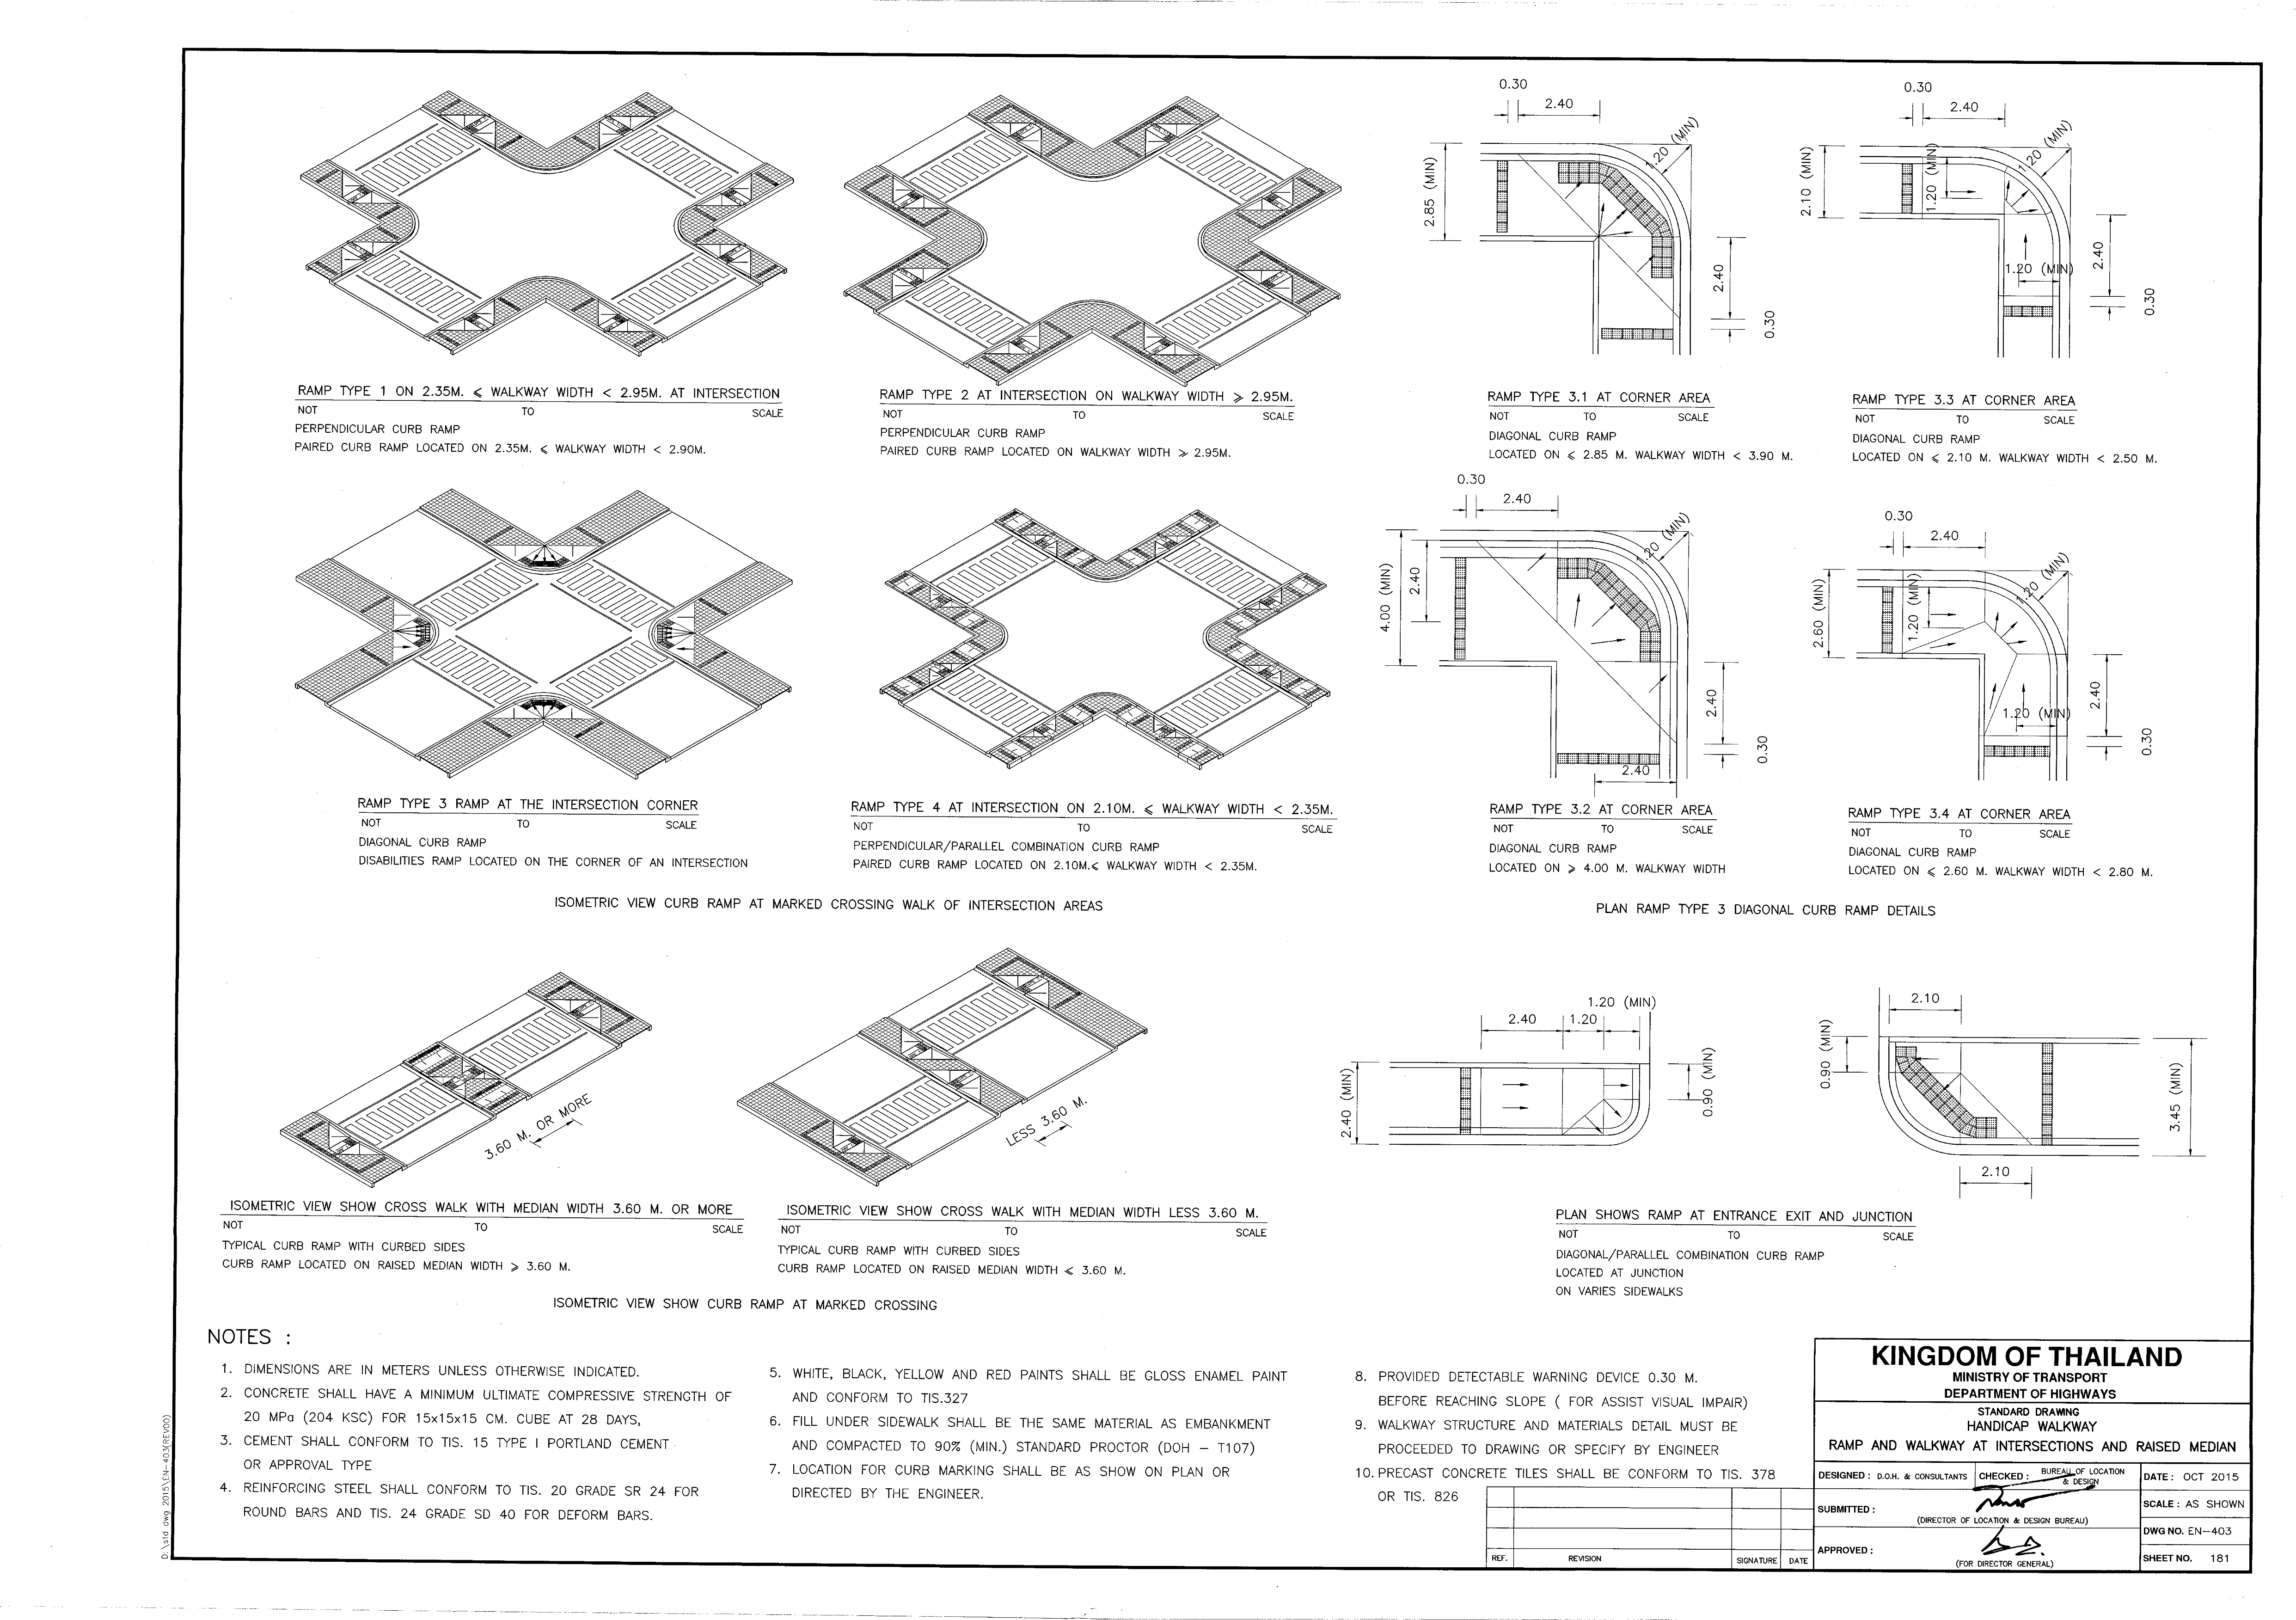 RAMP TYPE 1 ON 2.35M. ⩽ WALKWAY WIDTH < 2.95M. AT INTERSECTION
NOT TO SCALE
PERPENDICULAR CURB RAMP
PAIRED CURB RAMP LOCATED ON 2.35M. ⩽ WALKWAY WIDTH < 2.90M.
RAMP TYPE 2 AT INTERSECTION ON WALKWAY WIDTH ⩾ 2.95M.
NOT TO SCALE
PERPENDICULAR CURB RAMP
PAIRED CURB RAMP LOCATED ON WALKWAY WIDTH ⩾ 2.95M.
0.30
2.40
1.20 (MIN)
2.85 (MIN)
2.40
0.30
RAMP TYPE 3.1 AT CORNER AREA
NOT TO SCALE
DIAGONAL CURB RAMP
LOCATED ON ⩽ 2.85 M. WALKWAY WIDTH < 3.90 M.
0.30
2.40
1.20 (MIN)
2.10 (MIN)
1.20 (MIN)
1.20 (MIN)
2.40
0.30
RAMP TYPE 3.3 AT CORNER AREA
NOT TO SCALE
DIAGONAL CURB RAMP
LOCATED ON ⩽ 2.10 M. WALKWAY WIDTH < 2.50 M.
RAMP TYPE 3 RAMP AT THE INTERSECTION CORNER
NOT TO SCALE
DIAGONAL CURB RAMP
DISABILITIES RAMP LOCATED ON THE CORNER OF AN INTERSECTION
RAMP TYPE 4 AT INTERSECTION ON 2.10M. ⩽ WALKWAY WIDTH < 2.35M.
NOT TO SCALE
PERPENDICULAR/PARALLEL COMBINATION CURB RAMP
PAIRED CURB RAMP LOCATED ON 2.10M.⩽ WALKWAY WIDTH < 2.35M.
ISOMETRIC VIEW CURB RAMP AT MARKED CROSSING WALK OF INTERSECTION AREAS
0.30
2.40
1.20 (MIN)
4.00 (MIN)
2.40
2.40
0.30
2.40
RAMP TYPE 3.2 AT CORNER AREA
NOT TO SCALE
DIAGONAL CURB RAMP
LOCATED ON ⩾ 4.00 M. WALKWAY WIDTH
0.30
2.40
1.20 (MIN)
2.60 (MIN)
1.20 (MIN)
1.20 (MIN)
2.40
0.30
RAMP TYPE 3.4 AT CORNER AREA
NOT TO SCALE
DIAGONAL CURB RAMP
LOCATED ON ⩽ 2.60 M. WALKWAY WIDTH < 2.80 M.
PLAN RAMP TYPE 3 DIAGONAL CURB RAMP DETAILS
3.60 M. OR MORE
ISOMETRIC VIEW SHOW CROSS WALK WITH MEDIAN WIDTH 3.60 M. OR MORE
NOT TO SCALE
TYPICAL CURB RAMP WITH CURBED SIDES
CURB RAMP LOCATED ON RAISED MEDIAN WIDTH ⩾ 3.60 M.
LESS 3.60 M.
ISOMETRIC VIEW SHOW CROSS WALK WITH MEDIAN WIDTH LESS 3.60 M.
NOT TO SCALE
TYPICAL CURB RAMP WITH CURBED SIDES
CURB RAMP LOCATED ON RAISED MEDIAN WIDTH ⩽ 3.60 M.
ISOMETRIC VIEW SHOW CURB RAMP AT MARKED CROSSING
1.20 (MIN)
2.40 1.20
2.40 (MIN)
0.90 (MIN)
2.10
0.90 (MIN)
3.45 (MIN)
2.10
PLAN SHOWS RAMP AT ENTRANCE EXIT AND JUNCTION
NOT TO SCALE
DIAGONAL/PARALLEL COMBINATION CURB RAMP
LOCATED AT JUNCTION
ON VARIES SIDEWALKS
NOTES :
1. DIMENSIONS ARE IN METERS UNLESS OTHERWISE INDICATED.
2. CONCRETE SHALL HAVE A MINIMUM ULTIMATE COMPRESSIVE STRENGTH OF
20 MPa (204 KSC) FOR 15x15x15 CM. CUBE AT 28 DAYS,
3. CEMENT SHALL CONFORM TO TIS. 15 TYPE I PORTLAND CEMENT
OR APPROVAL TYPE
4. REINFORCING STEEL SHALL CONFORM TO TIS. 20 GRADE SR 24 FOR
ROUND BARS AND TIS. 24 GRADE SD 40 FOR DEFORM BARS.
5. WHITE, BLACK, YELLOW AND RED PAINTS SHALL BE GLOSS ENAMEL PAINT
AND CONFORM TO TIS.327
6. FILL UNDER SIDEWALK SHALL BE THE SAME MATERIAL AS EMBANKMENT
AND COMPACTED TO 90% (MIN.) STANDARD PROCTOR (DOH – T107)
7. LOCATION FOR CURB MARKING SHALL BE AS SHOW ON PLAN OR
DIRECTED BY THE ENGINEER.
8. PROVIDED DETECTABLE WARNING DEVICE 0.30 M.
BEFORE REACHING SLOPE ( FOR ASSIST VISUAL IMPAIR)
9. WALKWAY STRUCTURE AND MATERIALS DETAIL MUST BE
PROCEEDED TO DRAWING OR SPECIFY BY ENGINEER
10. PRECAST CONCRETE TILES SHALL BE CONFORM TO TIS. 378
OR TIS. 826
REF. REVISION SIGNATURE DATE
KINGDOM OF THAILAND
MINISTRY OF TRANSPORT
DEPARTMENT OF HIGHWAYS
STANDARD DRAWING
HANDICAP WALKWAY
RAMP AND WALKWAY AT INTERSECTIONS AND RAISED MEDIAN
DESIGNED : D.O.H. & CONSULTANTS
CHECKED : BUREAU OF LOCATION
& DESIGN
DATE : OCT 2015
SUBMITTED :
(DIRECTOR OF LOCATION & DESIGN BUREAU)
SCALE : AS SHOWN
DWG NO. EN–403
APPROVED :
(FOR DIRECTOR GENERAL)
SHEET NO. 181
D:\std dwg 2015\EN-403(REV00)